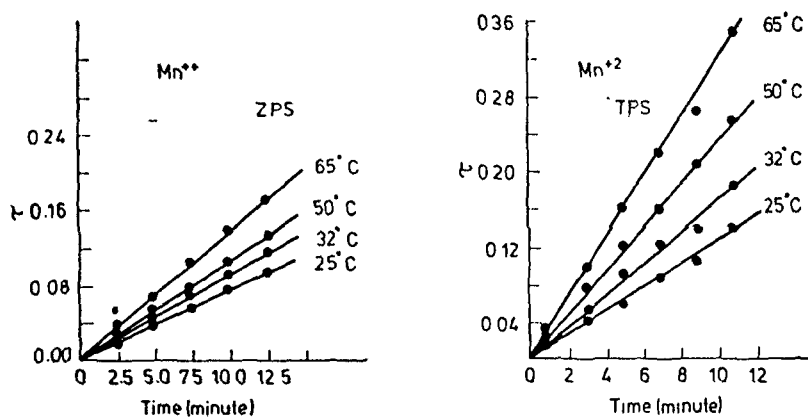 Mn++
ZPS
65°C
50°C
32°C
25°C
0 24
0 16
0 08
0.00
τ
0 2.5 5.0 7.5 10 0 12 5
Time (minute)
Mn+2
TPS
65°C
50°C
32°C
25°C
0.36
0 28
0 20
0 12
0 04
τ
0 2 4 6 8 10 12
Time (minute)